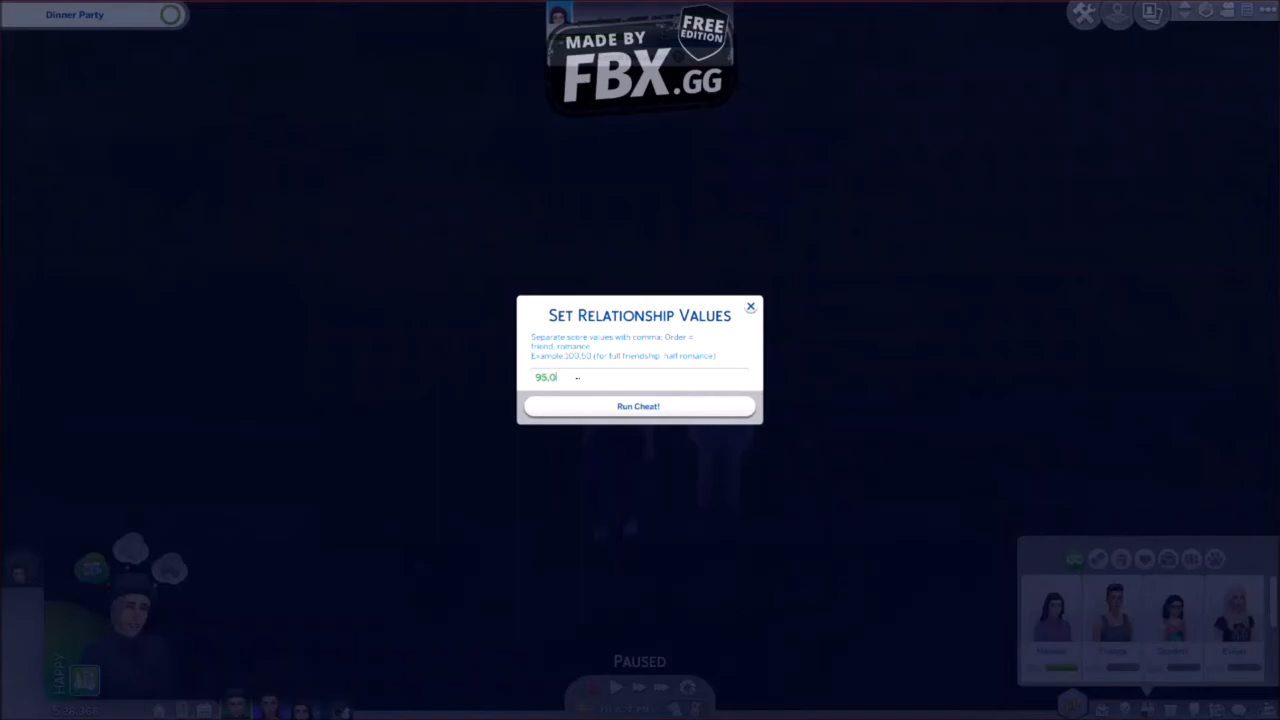 Dinner Party
MADE BY
FREE
EDITION
FBX.GG
SET RELATIONSHIP VALUES
Separate score values with comma: Order =
friend, romance
Example:100,50 (for full friendship, half romance)
95,0
Run Cheat!
HAPPY
PAUSED